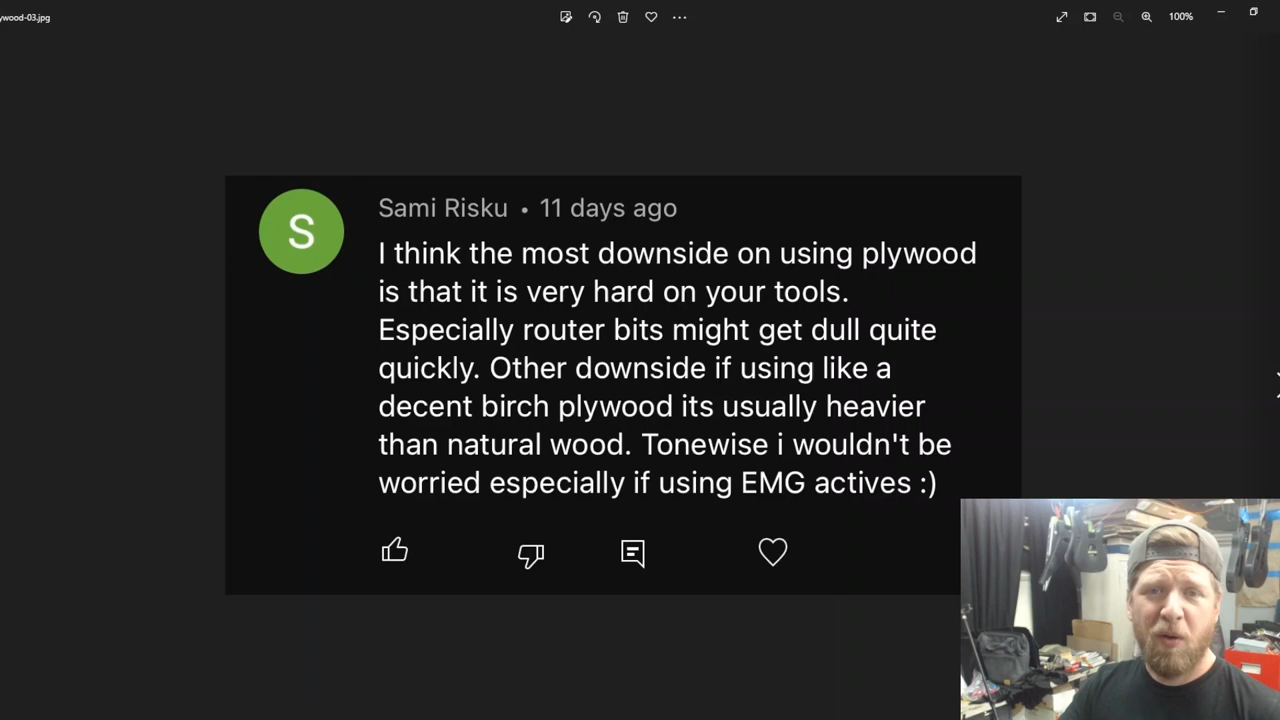 ywood-03.jpg
100%
S
Sami Risku • 11 days ago
I think the most downside on using plywood
is that it is very hard on your tools.
Especially router bits might get dull quite
quickly. Other downside if using like a
decent birch plywood its usually heavier
than natural wood. Tonewise i wouldn't be
worried especially if using EMG actives :)